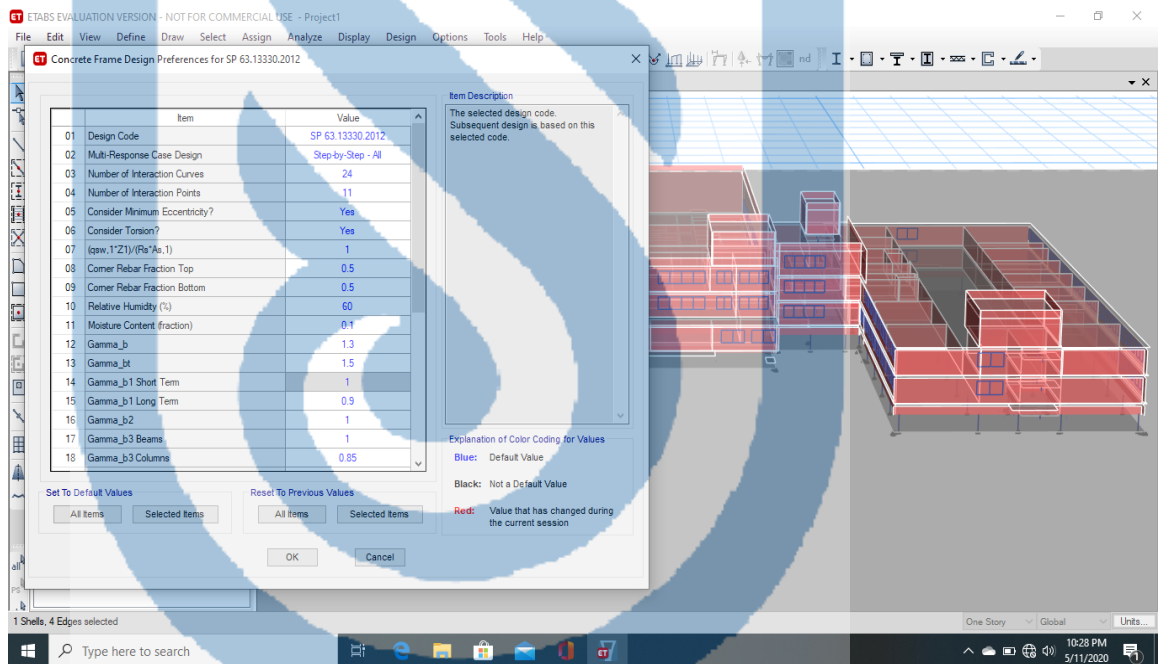 ETABS EVALUATION VERSION - NOT FOR COMMERCIAL USE - Project1
File Edit View Define Draw Select Assign Analyze Display Design Options Tools Help
Concrete Frame Design Preferences for SP 63.13330.2012
nd
Item Value
01 Design Code SP 63.13330.2012
02 Multi-Response Case Design Step-by-Step - All
03 Number of Interaction Curves 24
04 Number of Interaction Points 11
05 Consider Minimum Eccentricity? Yes
06 Consider Torsion? Yes
07 (qsw,1*Z1)/(Rs*As,1) 1
08 Corner Rebar Fraction Top 0.5
09 Corner Rebar Fraction Bottom 0.5
10 Relative Humidity (%) 60
11 Moisture Content (fraction) 0.1
12 Gamma_b 1.3
13 Gamma_bt 1.5
14 Gamma_b1 Short Term 1
15 Gamma_b1 Long Term 0.9
16 Gamma_b2 1
17 Gamma_b3 Beams 1
18 Gamma_b3 Columns 0.85
Item Description
The selected design code.
Subsequent design is based on this
selected code.
Explanation of Color Coding for Values
Blue: Default Value
Black: Not a Default Value
Red: Value that has changed during
the current session
Set To Default Values
All Items Selected Items
Reset To Previous Values
All Items Selected Items
OK Cancel
all
PS
1 Shells, 4 Edges selected
One Story Global Units...
Type here to search
10:28 PM
5/11/2020